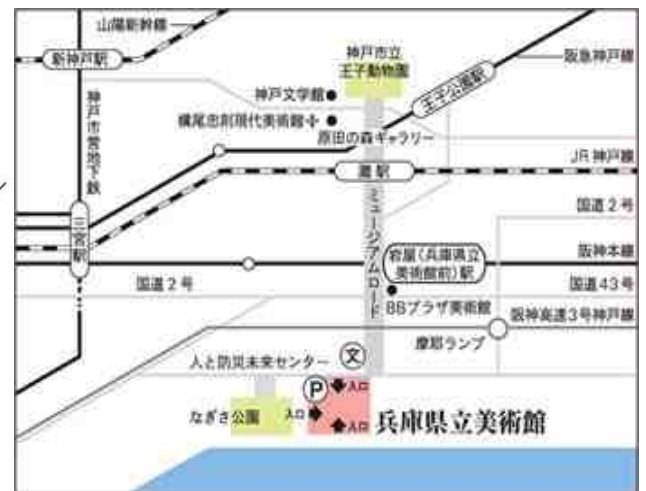 山陽新幹線
新神戸駅
神戸市立
王子動物園
阪急神戸線
王子公園駅
神戸文学館
横尾忠則現代美術館
原田の森ギャラリー
神戸市営地下鉄
JR神戸線
灘駅
国道2号
ミュージアムロード
三宮駅
岩屋(兵庫県立
美術館前)駅
阪神本線
国道2号
国道43号
BBプラザ美術館
阪神高速3号神戸線
摩耶ランプ
人と防災未来センター
文
P
入口
なぎさ公園
入口
入口
兵庫県立美術館